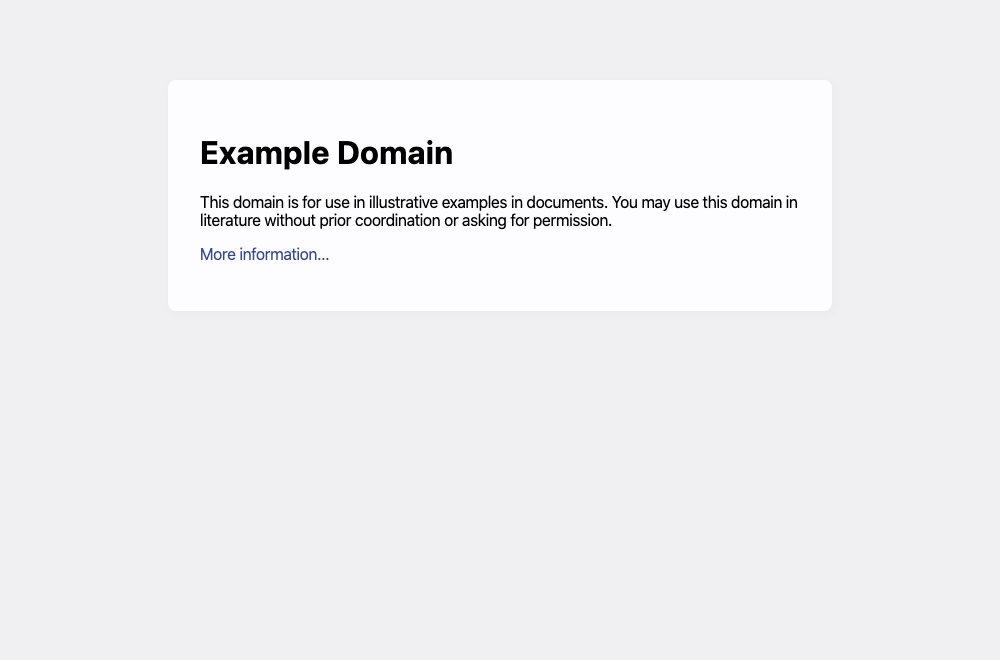 Example Domain
This domain is for use in illustrative examples in documents. You may use this domain in
literature without prior coordination or asking for permission.
More information...